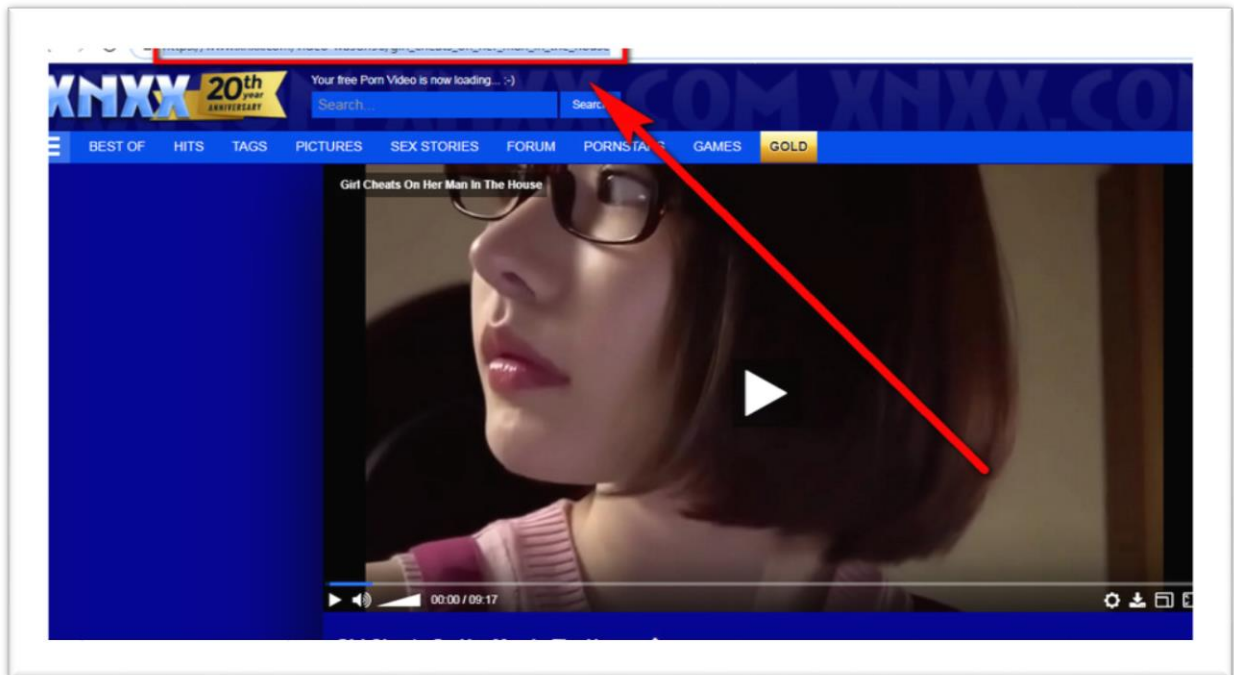 XNXX 20th year ANNIVERSARY
Your free Porn Video is now loading... :-)
Search...
BEST OF HITS TAGS PICTURES SEX STORIES FORUM GAMES GOLD
Girl Cheats On Her Man In The House
00:00 / 09:17